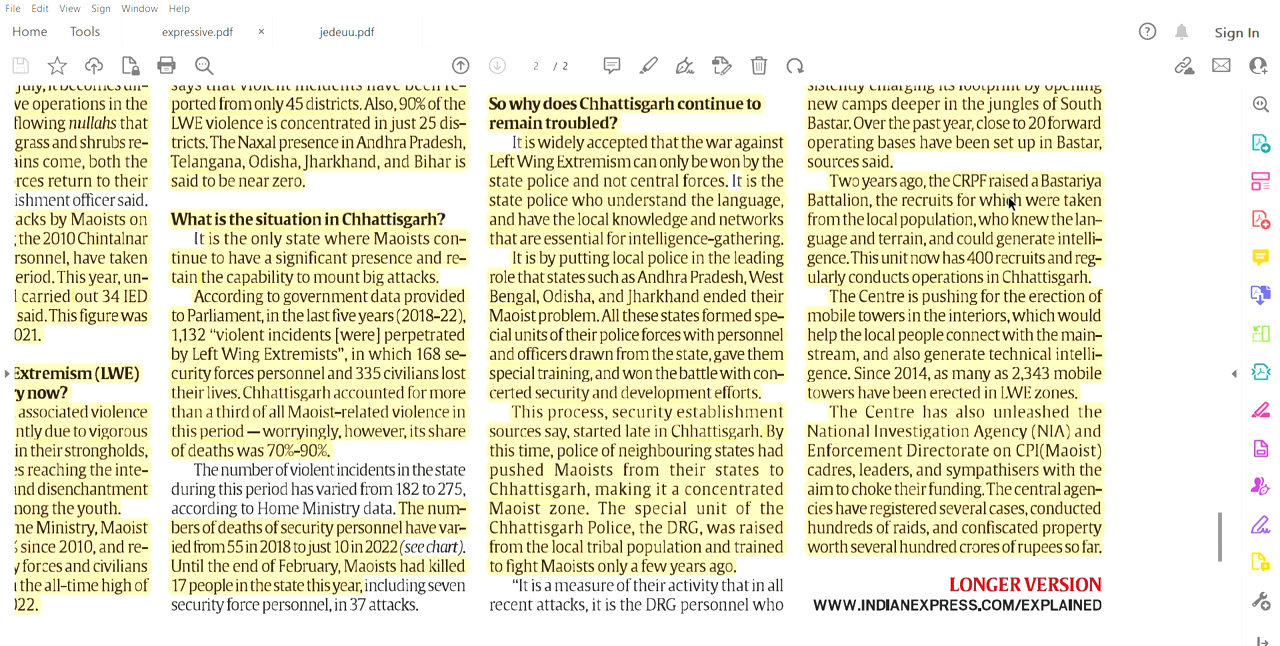 File Edit View Sign Window Help
Home Tools expressive.pdf × jedeuu.pdf ? Sign In
2 / 2
July, it becomes
ve operations in the
flowing nullahs that
grass and shrubs re-
ains come, both the
rces return to their
ishment officer said.
acks by Maoists on
the 2010 Chintalnar
rsonnel, have taken
eriod. This year, un-
l carried out 34 IED
said. This figure was
021.
Extremism (LWE)
ry now?
associated violence
ntly due to vigorous
in their strongholds,
es reaching the inte-
and disenchantment
mong the youth.
me Ministry, Maoist
since 2010, and re-
y forces and civilians
the all-time high of
022.
says that violent incidents have been re-
ported from only 45 districts. Also, 90% of the
LWE violence is concentrated in just 25 dis-
tricts. The Naxal presence in Andhra Pradesh,
Telangana, Odisha, Jharkhand, and Bihar is
said to be near zero.
What is the situation in Chhattisgarh?
It is the only state where Maoists con-
tinue to have a significant presence and re-
tain the capability to mount big attacks.
According to government data provided
to Parliament, in the last five years (2018-22),
1,132 “violent incidents [were] perpetrated
by Left Wing Extremists”, in which 168 se-
curity forces personnel and 335 civilians lost
their lives. Chhattisgarh accounted for more
than a third of all Maoist-related violence in
this period — worryingly, however, its share
of deaths was 70%-90%.
The number of violent incidents in the state
during this period has varied from 182 to 275,
according to Home Ministry data. The num-
bers of deaths of security personnel have var-
ied from 55 in 2018 to just 10 in 2022 (see chart).
Until the end of February, Maoists had killed
17 people in the state this year, including seven
security force personnel, in 37 attacks.
So why does Chhattisgarh continue to
remain troubled?
It is widely accepted that the war against
Left Wing Extremism can only be won by the
state police and not central forces. It is the
state police who understand the language,
and have the local knowledge and networks
that are essential for intelligence-gathering.
It is by putting local police in the leading
role that states such as Andhra Pradesh, West
Bengal, Odisha, and Jharkhand ended their
Maoist problem. All these states formed spe-
cial units of their police forces with personnel
and officers drawn from the state, gave them
special training, and won the battle with con-
certed security and development efforts.
This process, security establishment
sources say, started late in Chhattisgarh. By
this time, police of neighbouring states had
pushed Maoists from their states to
Chhattisgarh, making it a concentrated
Maoist zone. The special unit of the
Chhattisgarh Police, the DRG, was raised
from the local tribal population and trained
to fight Maoists only a few years ago.
“It is a measure of their activity that in all
recent attacks, it is the DRG personnel who
sistently enlarging its footprint by opening
new camps deeper in the jungles of South
Bastar. Over the past year, close to 20 forward
operating bases have been set up in Bastar,
sources said.
Two years ago, the CRPF raised a Bastariya
Battalion, the recruits for which were taken
from the local population, who knew the lan-
guage and terrain, and could generate intelli-
gence. This unit now has 400 recruits and reg-
ularly conducts operations in Chhattisgarh.
The Centre is pushing for the erection of
mobile towers in the interiors, which would
help the local people connect with the main-
stream, and also generate technical intelli-
gence. Since 2014, as many as 2,343 mobile
towers have been erected in LWE zones.
The Centre has also unleashed the
National Investigation Agency (NIA) and
Enforcement Directorate on CPI(Maoist)
cadres, leaders, and sympathisers with the
aim to choke their funding. The central agen-
cies have registered several cases, conducted
hundreds of raids, and confiscated property
worth several hundred crores of rupees so far.
LONGER VERSION
WWW.INDIANEXPRESS.COM/EXPLAINED